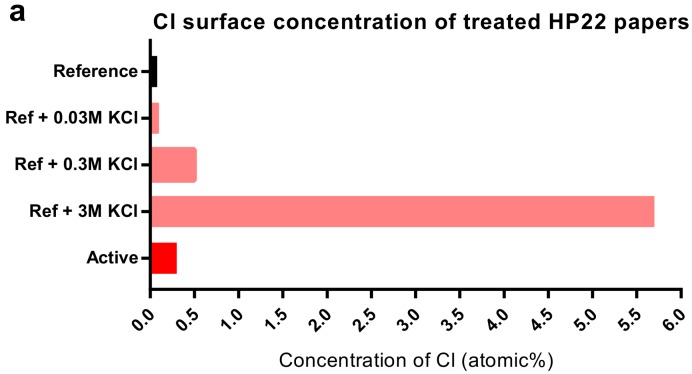 a
Cl surface concentration of treated HP22 papers
Reference
Ref + 0.03M KCl
Ref + 0.3M KCl
Ref + 3M KCl
Active
0.0 0.5 1.0 1.5 2.0 2.5 3.0 3.5 4.0 4.5 5.0 5.5 6.0
Concentration of Cl (atomic%)